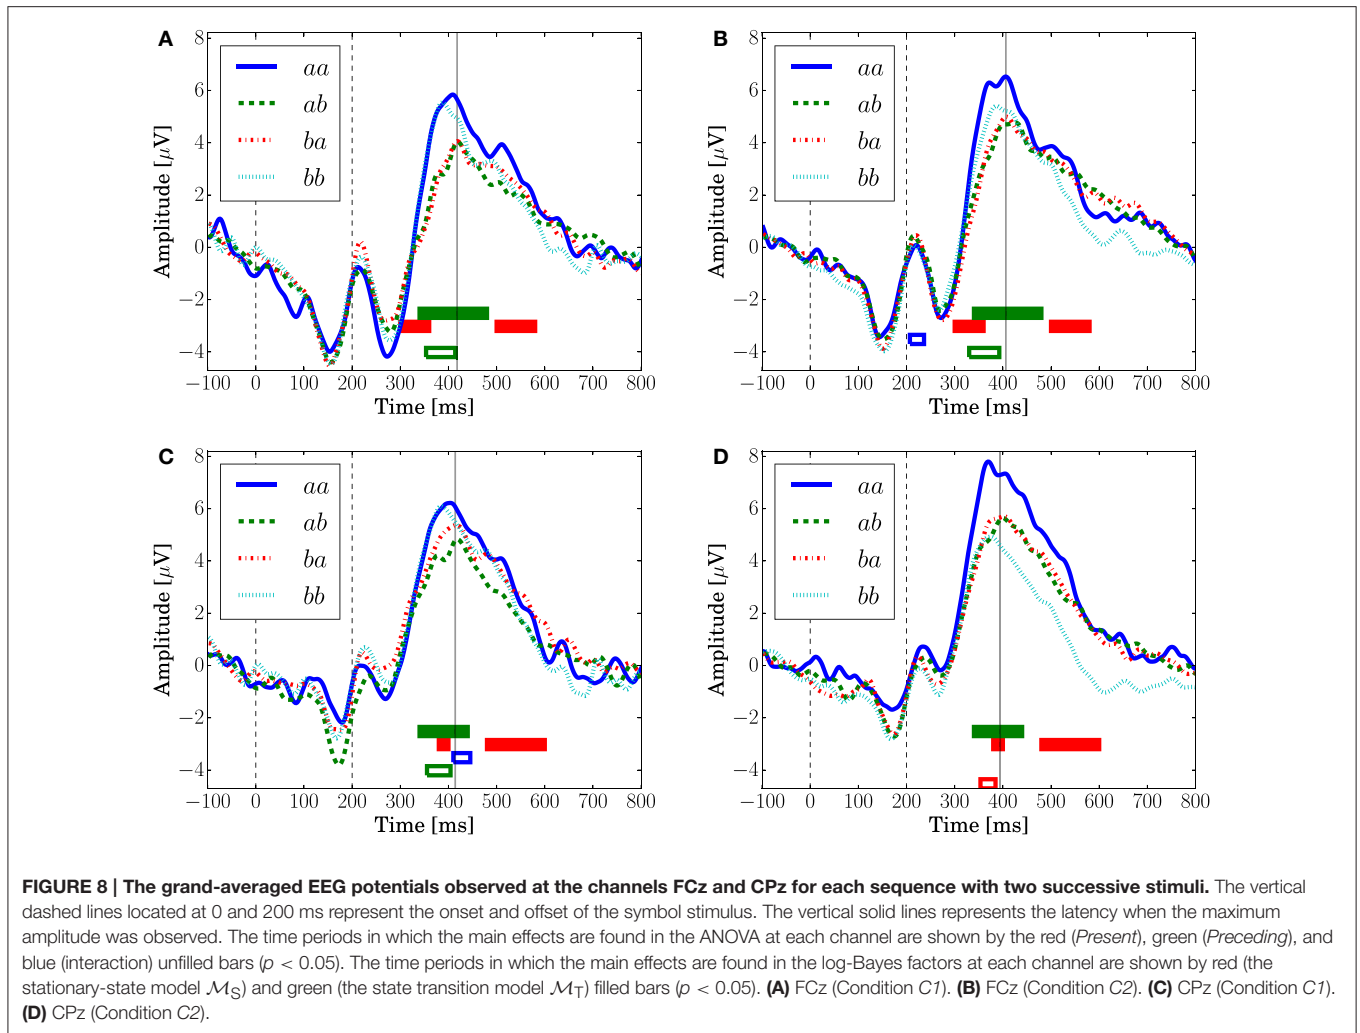 A
8
6
4
2
0
−2
−4
Amplitude [μV]
aa
ab
ba
bb
−100 0 100 200 300 400 500 600 700 800
Time [ms]
B
8
6
4
2
0
−2
−4
Amplitude [μV]
aa
ab
ba
bb
−100 0 100 200 300 400 500 600 700 800
Time [ms]
C
8
6
4
2
0
−2
−4
Amplitude [μV]
aa
ab
ba
bb
−100 0 100 200 300 400 500 600 700 800
Time [ms]
D
8
6
4
2
0
−2
−4
Amplitude [μV]
aa
ab
ba
bb
−100 0 100 200 300 400 500 600 700 800
Time [ms]
FIGURE 8 | The grand-averaged EEG potentials observed at the channels FCz and CPz for each sequence with two successive stimuli. The vertical
dashed lines located at 0 and 200 ms represent the onset and offset of the symbol stimulus. The vertical solid lines represents the latency when the maximum
amplitude was observed. The time periods in which the main effects are found in the ANOVA at each channel are shown by the red (Present), green (Preceding), and
blue (interaction) unfilled bars (p < 0.05). The time periods in which the main effects are found in the log-Bayes factors at each channel are shown by red (the
stationary-state model ℳS) and green (the state transition model ℳT) filled bars (p < 0.05). (A) FCz (Condition C1). (B) FCz (Condition C2). (C) CPz (Condition C1).
(D) CPz (Condition C2).